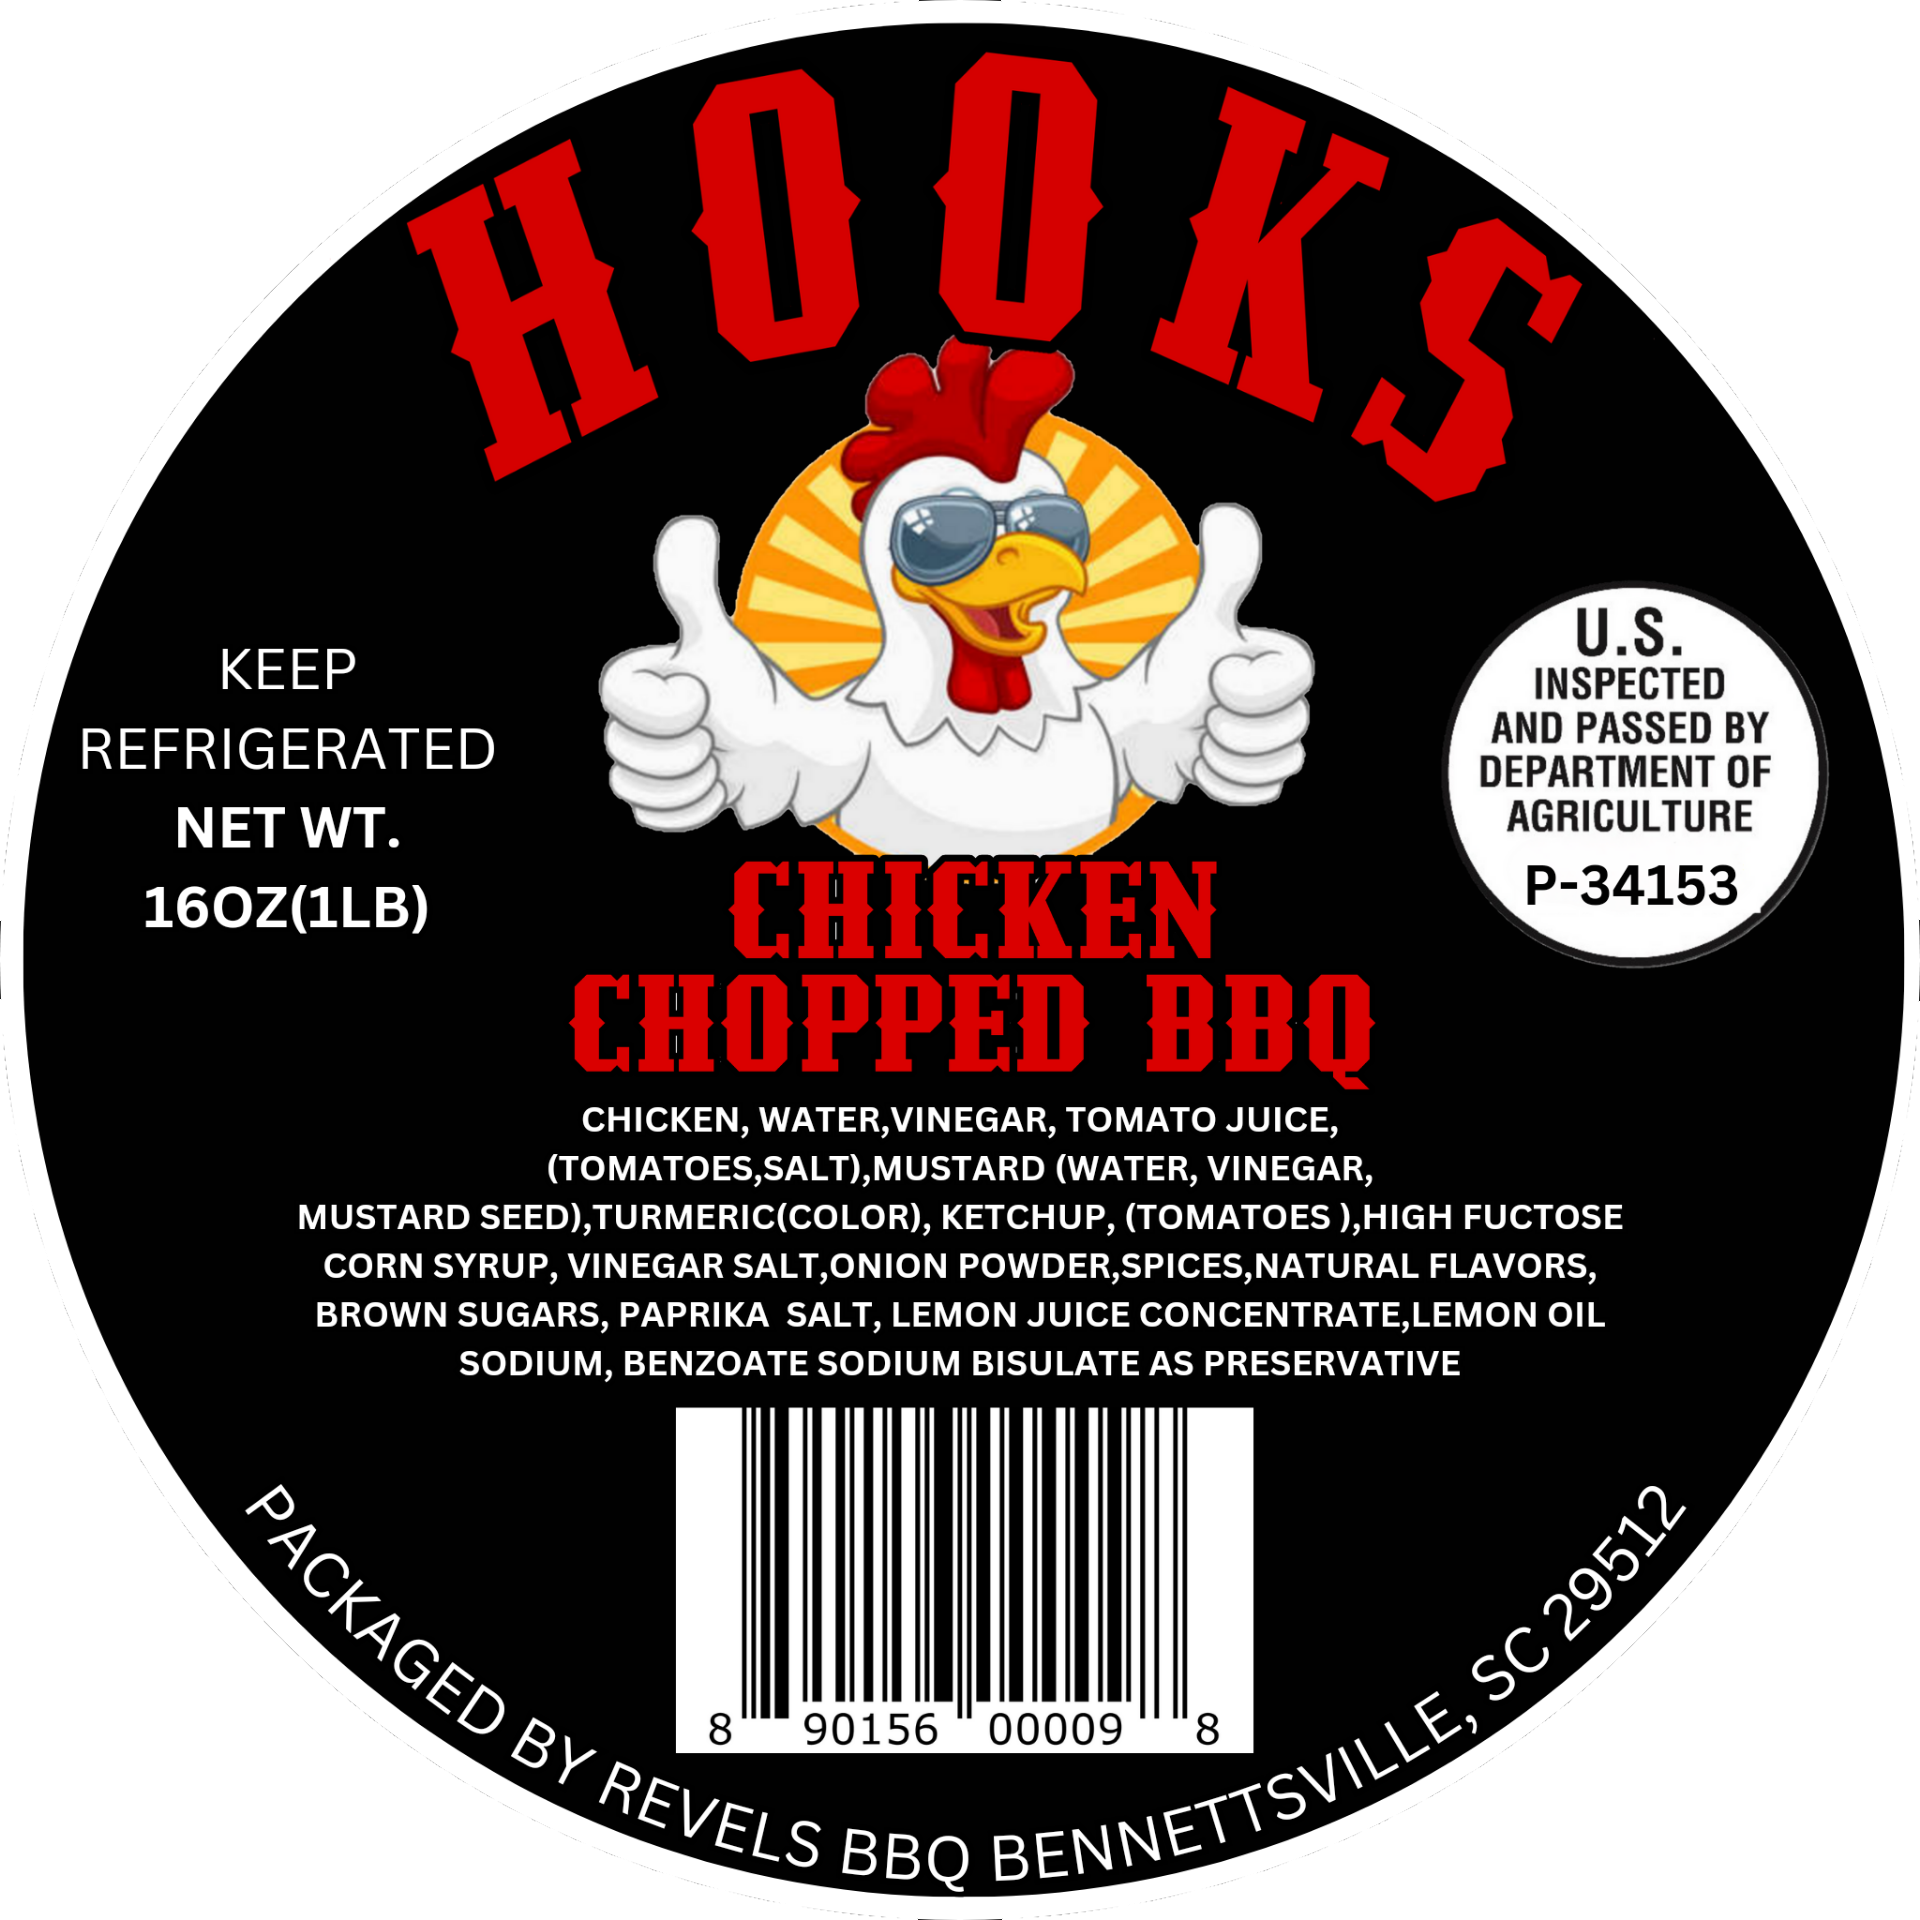 HOOKS
KEEP
REFRIGERATED
NET WT.
16OZ(1LB)
U.S.
INSPECTED
AND PASSED BY
DEPARTMENT OF
AGRICULTURE
P-34153
CHICKEN
CHOPPED BBQ
CHICKEN, WATER,VINEGAR, TOMATO JUICE,
(TOMATOES,SALT),MUSTARD (WATER, VINEGAR,
MUSTARD SEED),TURMERIC(COLOR), KETCHUP, (TOMATOES ),HIGH FUCTOSE
CORN SYRUP, VINEGAR SALT,ONION POWDER,SPICES,NATURAL FLAVORS,
BROWN SUGARS, PAPRIKA  SALT, LEMON JUICE CONCENTRATE,LEMON OIL
SODIUM, BENZOATE SODIUM BISULATE AS PRESERVATIVE
8 90156 00009 8
PACKAGED BY REVELS BBQ BENNETTSVILLE, SC 29512